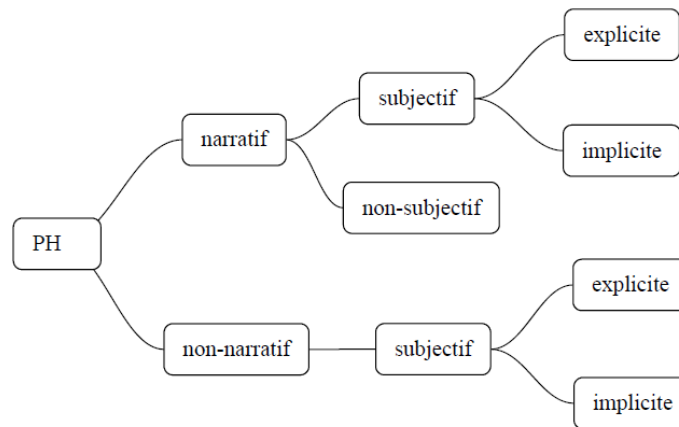 explicite
subjectif
narratif
implicite
non-subjectif
PH
explicite
non-narratif
subjectif
implicite